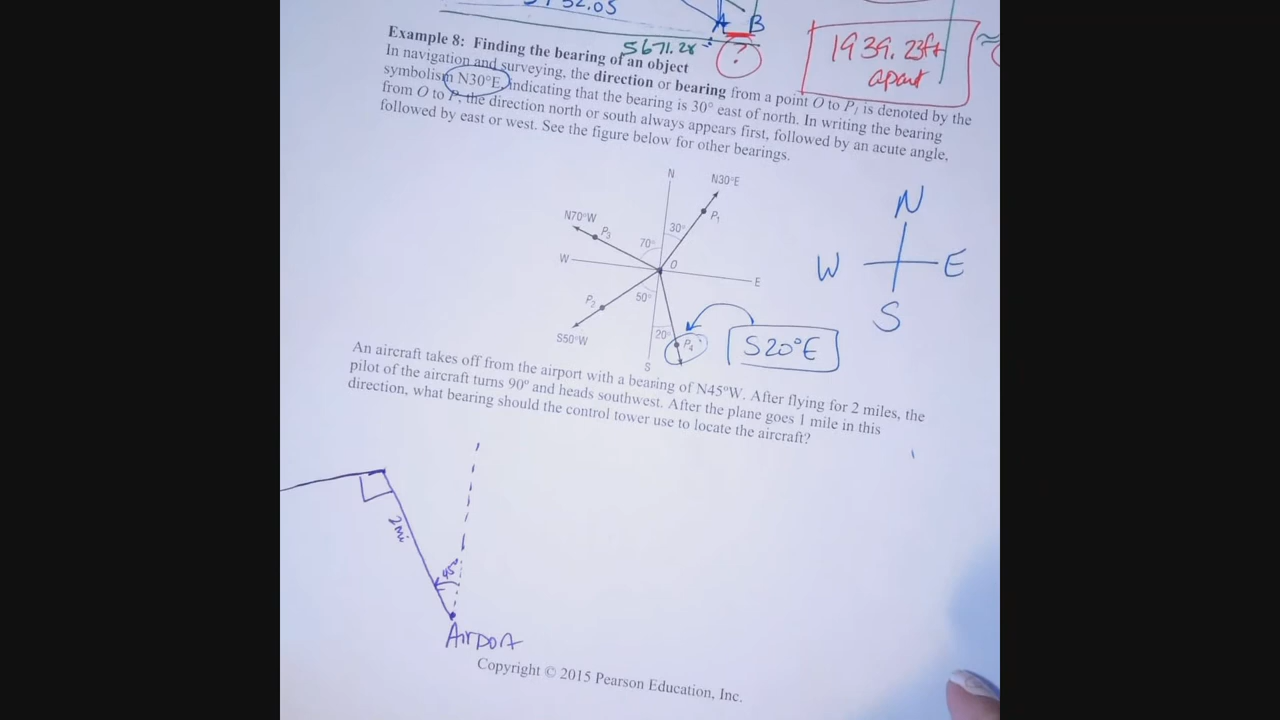 A B
5671.28
?
1939.23ft
apart
Example 8: Finding the bearing of an object
In navigation and surveying, the direction or bearing from a point O to P₁ is denoted by the
symbolism N30°E, indicating that the bearing is 30° east of north. In writing the bearing
from O to P, the direction north or south always appears first, followed by an acute angle,
followed by east or west. See the figure below for other bearings.
N
N30°E
P₁
N70°W
P₃
30°
70°
W
O
E
50°
P₂
S50°W
20°
P₄
S
S20°E
N
W E
S
An aircraft takes off from the airport with a bearing of N45°W. After flying for 2 miles, the
pilot of the aircraft turns 90° and heads southwest. After the plane goes 1 mile in this
direction, what bearing should the control tower use to locate the aircraft?
2mi
Airport
Copyright © 2015 Pearson Education, Inc.